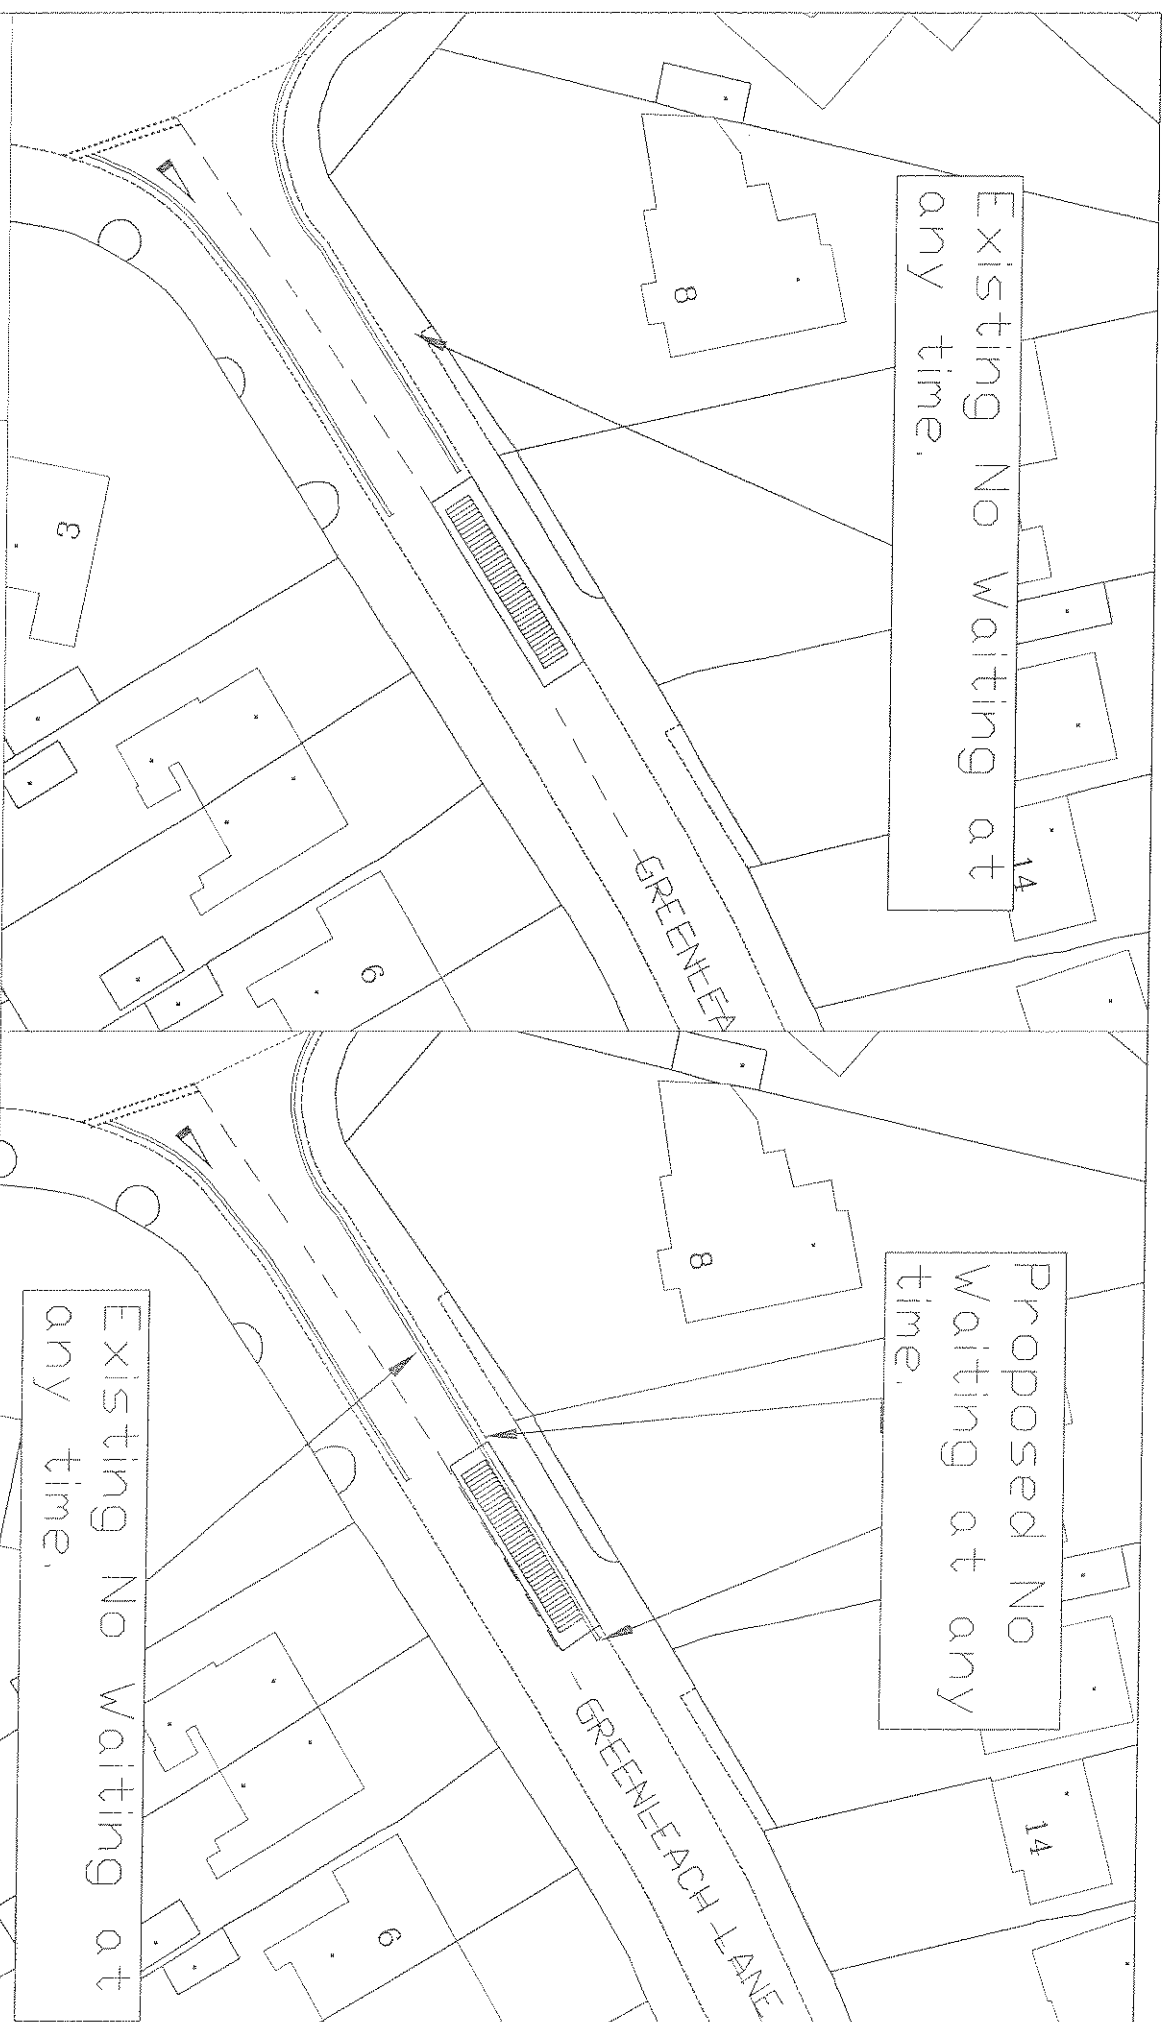 Existing No Waiting at
any time.
8
14
3
6
GREENLEA
Proposed No
Waiting at any
time.
8
14
6
GREENLEACH LANE
Existing No Waiting at
any time.